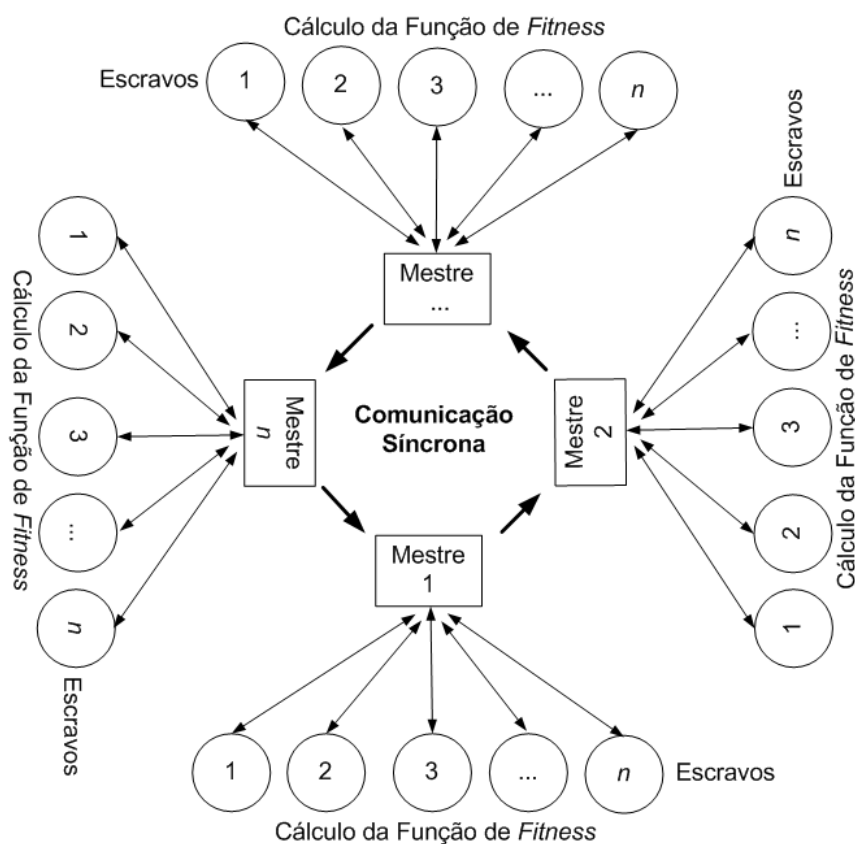 Cálculo da Função de Fitness
Escravos
1
2
3
...
n
Mestre
...
Escravos
n
...
3
2
1
Cálculo da Função de Fitness
Mestre
2
1
2
3
...
n
Cálculo da Função de Fitness
Escravos
Mestre
n
Comunicação
Síncrona
Mestre
1
1
2
3
...
n
Escravos
Cálculo da Função de Fitness